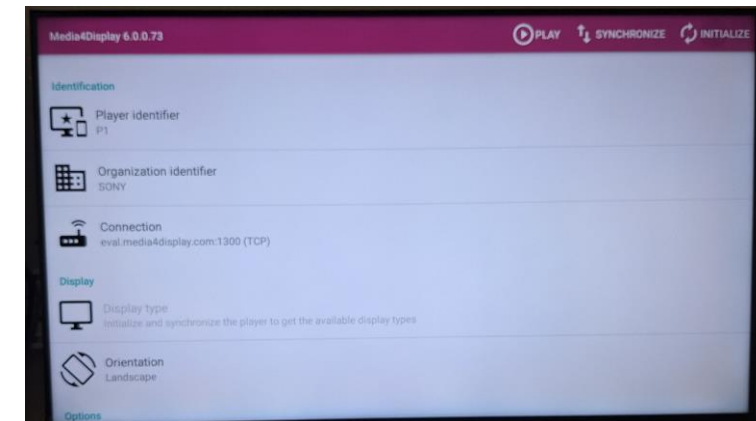 Media4Display 6.0.0.73
PLAY
SYNCHRONIZE
INITIALIZE
Identification
Player identifier
P1
Organization identifier
SONY
Connection
eval.media4display.com:1300 (TCP)
Display
Display type
Initialize and synchronize the player to get the available display types
Orientation
Landscape
Options